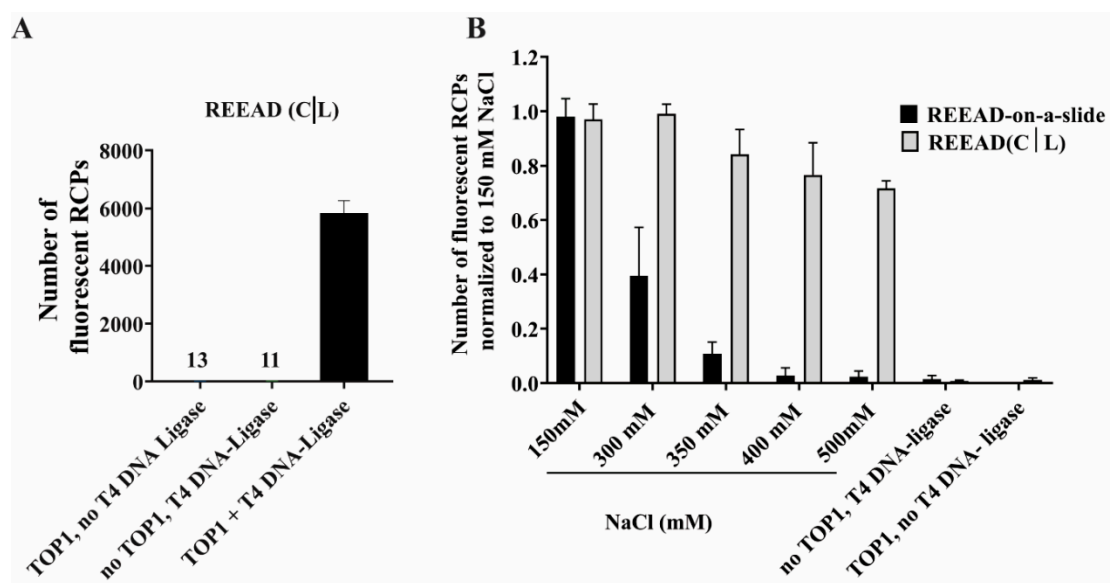 A
REEAD (C|L)
Number of
fluorescent RCPs
8000
6000
4000
2000
0
13
11
TOP1, no T4 DNA Ligase
no TOP1, T4 DNA-Ligase
TOP1 + T4 DNA-Ligase
B
Number of fluorescent RCPs
normalized to 150 mM NaCl
1.2
1.0
0.8
0.6
0.4
0.2
0.0
REEAD-on-a-slide
REEAD(C|L)
150mM
300 mM
350 mM
400 mM
500mM
no TOP1, T4 DNA-ligase
TOP1, no T4 DNA- ligase
NaCl (mM)